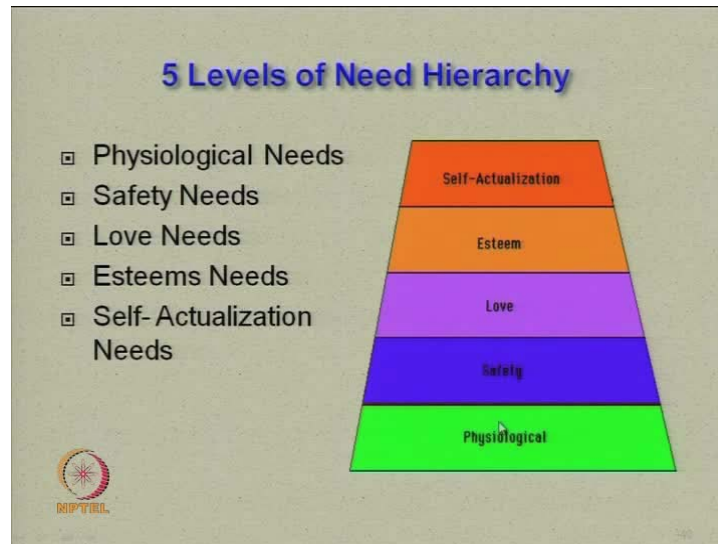 5 Levels of Need Hierarchy
Physiological Needs
Safety Needs
Love Needs
Esteems Needs
Self- Actualization
Needs
Self-Actualization
Esteem
Love
Safety
Physiological
NPTEL